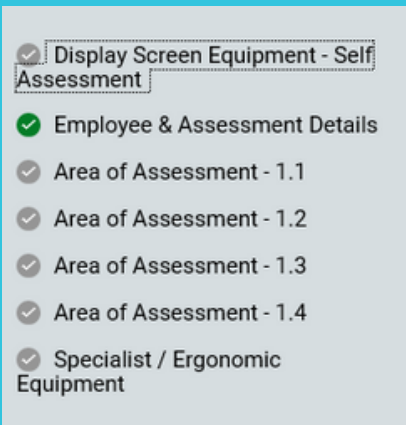 Display Screen Equipment - Self
Assessment
Employee & Assessment Details
Area of Assessment - 1.1
Area of Assessment - 1.2
Area of Assessment - 1.3
Area of Assessment - 1.4
Specialist / Ergonomic
Equipment